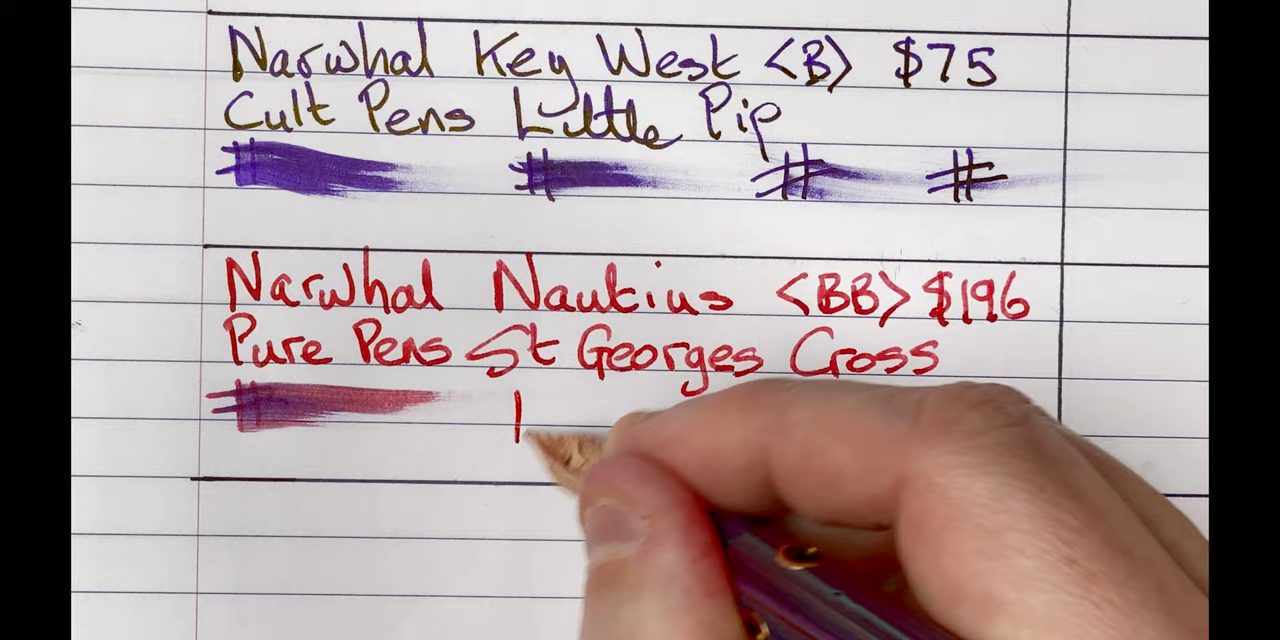 Narwhal Key West <B> $75
Cult Pens Little Pip
# # # #
Narwhal Nautius <BB> $196
Pure Pens St Georges Cross
#